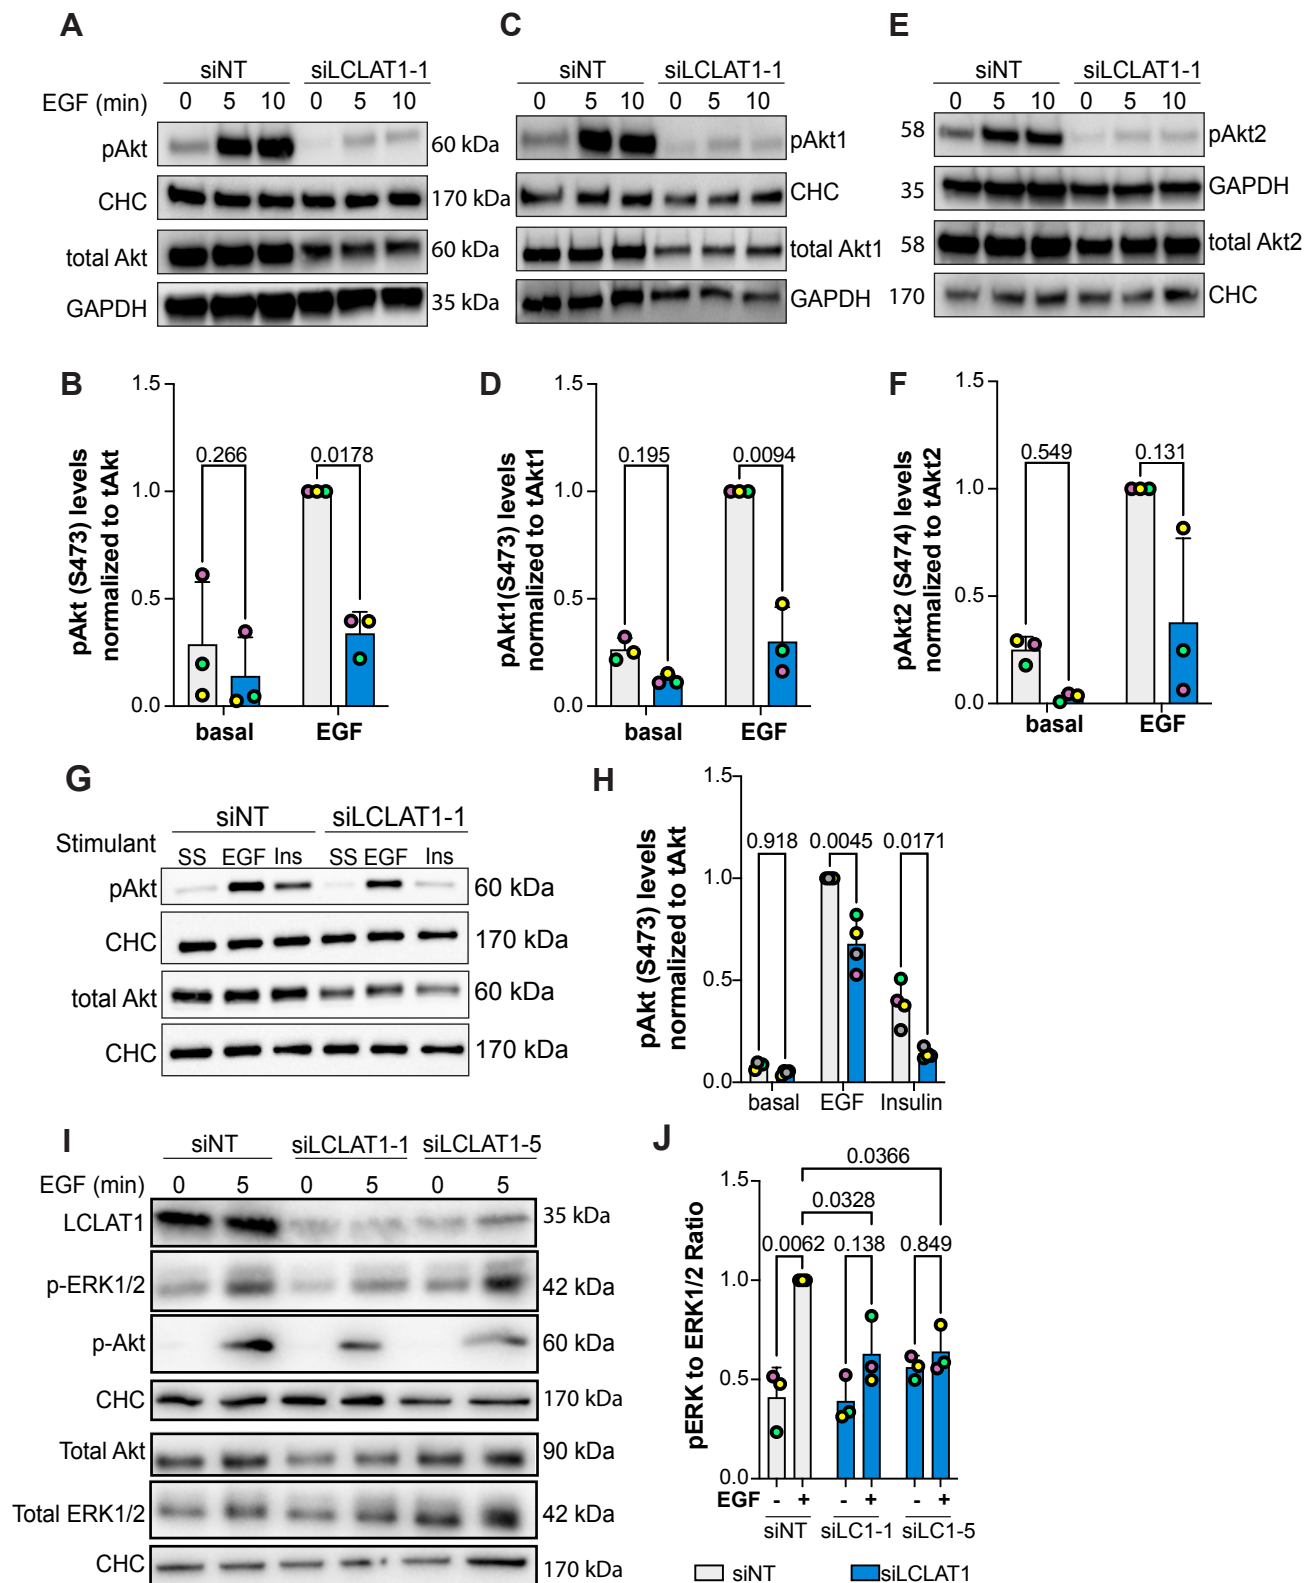 A
siNT siLCLAT1-1
EGF (min) 0 5 10 0 5 10
pAkt 60 kDa
CHC 170 kDa
total Akt 60 kDa
GAPDH 35 kDa
C
siNT siLCLAT1-1
0 5 10 0 5 10
pAkt1
CHC
total Akt1
GAPDH
E
siNT siLCLAT1-1
0 5 10 0 5 10
58 pAkt2
35 GAPDH
58 total Akt2
170 CHC
B
pAkt (S473) levels
normalized to tAkt
1.5
1.0
0.5
0.0
0.266 0.0178
basal EGF
D
pAkt1(S473) levels
normalized to tAkt1
1.5
1.0
0.5
0.0
0.195 0.0094
basal EGF
F
pAkt2 (S474) levels
normalized to tAkt2
1.5
1.0
0.5
0.0
0.549 0.131
basal EGF
G
siNT siLCLAT1-1
Stimulant
SS EGF Ins SS EGF Ins
pAkt 60 kDa
CHC 170 kDa
total Akt 60 kDa
CHC 170 kDa
H
pAkt (S473) levels
normalized to tAkt
1.5
1.0
0.5
0.0
0.918 0.0045 0.0171
basal EGF Insulin
I
siNT siLCLAT1-1 siLCLAT1-5
EGF (min) 0 5 0 5 0 5
LCLAT1 35 kDa
p-ERK1/2 42 kDa
p-Akt 60 kDa
CHC 170 kDa
Total Akt 90 kDa
Total ERK1/2 42 kDa
CHC 170 kDa
J
pERK to ERK1/2 Ratio
1.5
1.0
0.5
0.0
0.0366
0.0328
0.0062 0.138 0.849
EGF - + - + - +
siNT siLC1-1 siLC1-5
siNT siLCLAT1